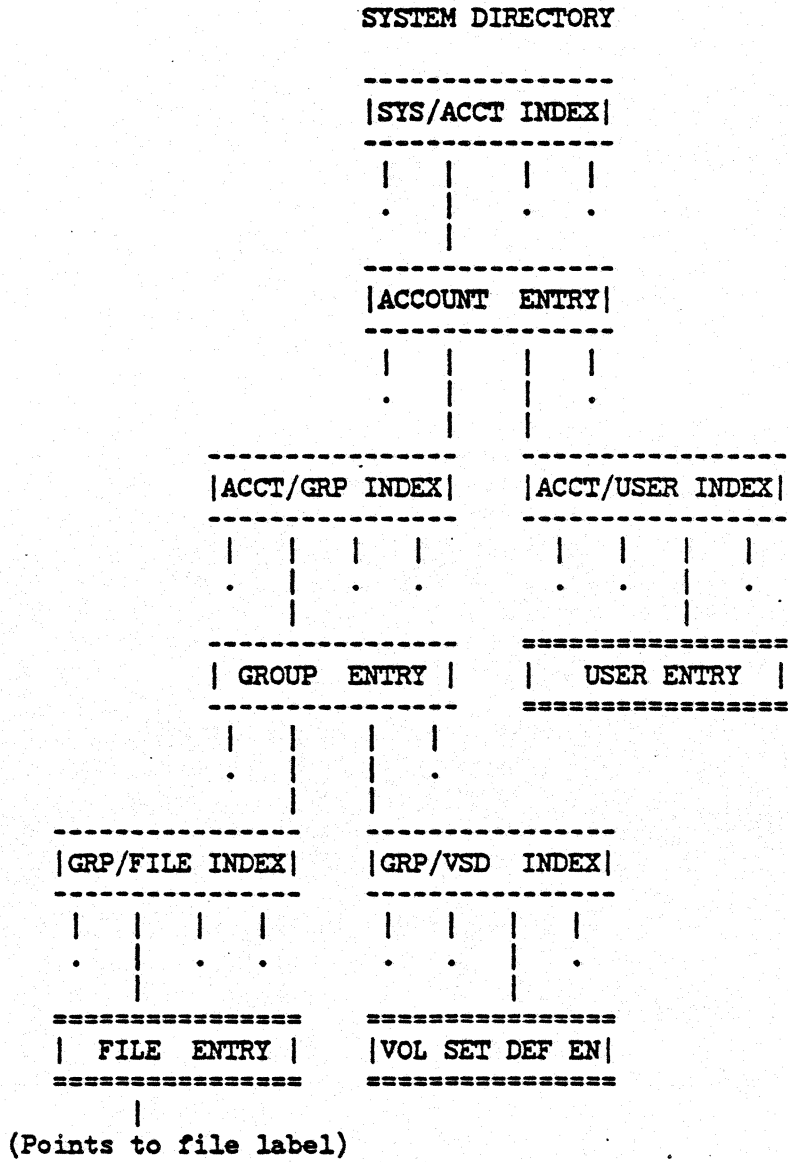 SYSTEM DIRECTORY
|SYS/ACCT INDEX|
|ACCOUNT ENTRY|
|ACCT/GRP INDEX| |ACCT/USER INDEX|
| GROUP ENTRY | | USER ENTRY |
|GRP/FILE INDEX| |GRP/VSD INDEX|
| FILE ENTRY | |VOL SET DEF EN|
(Points to file label)